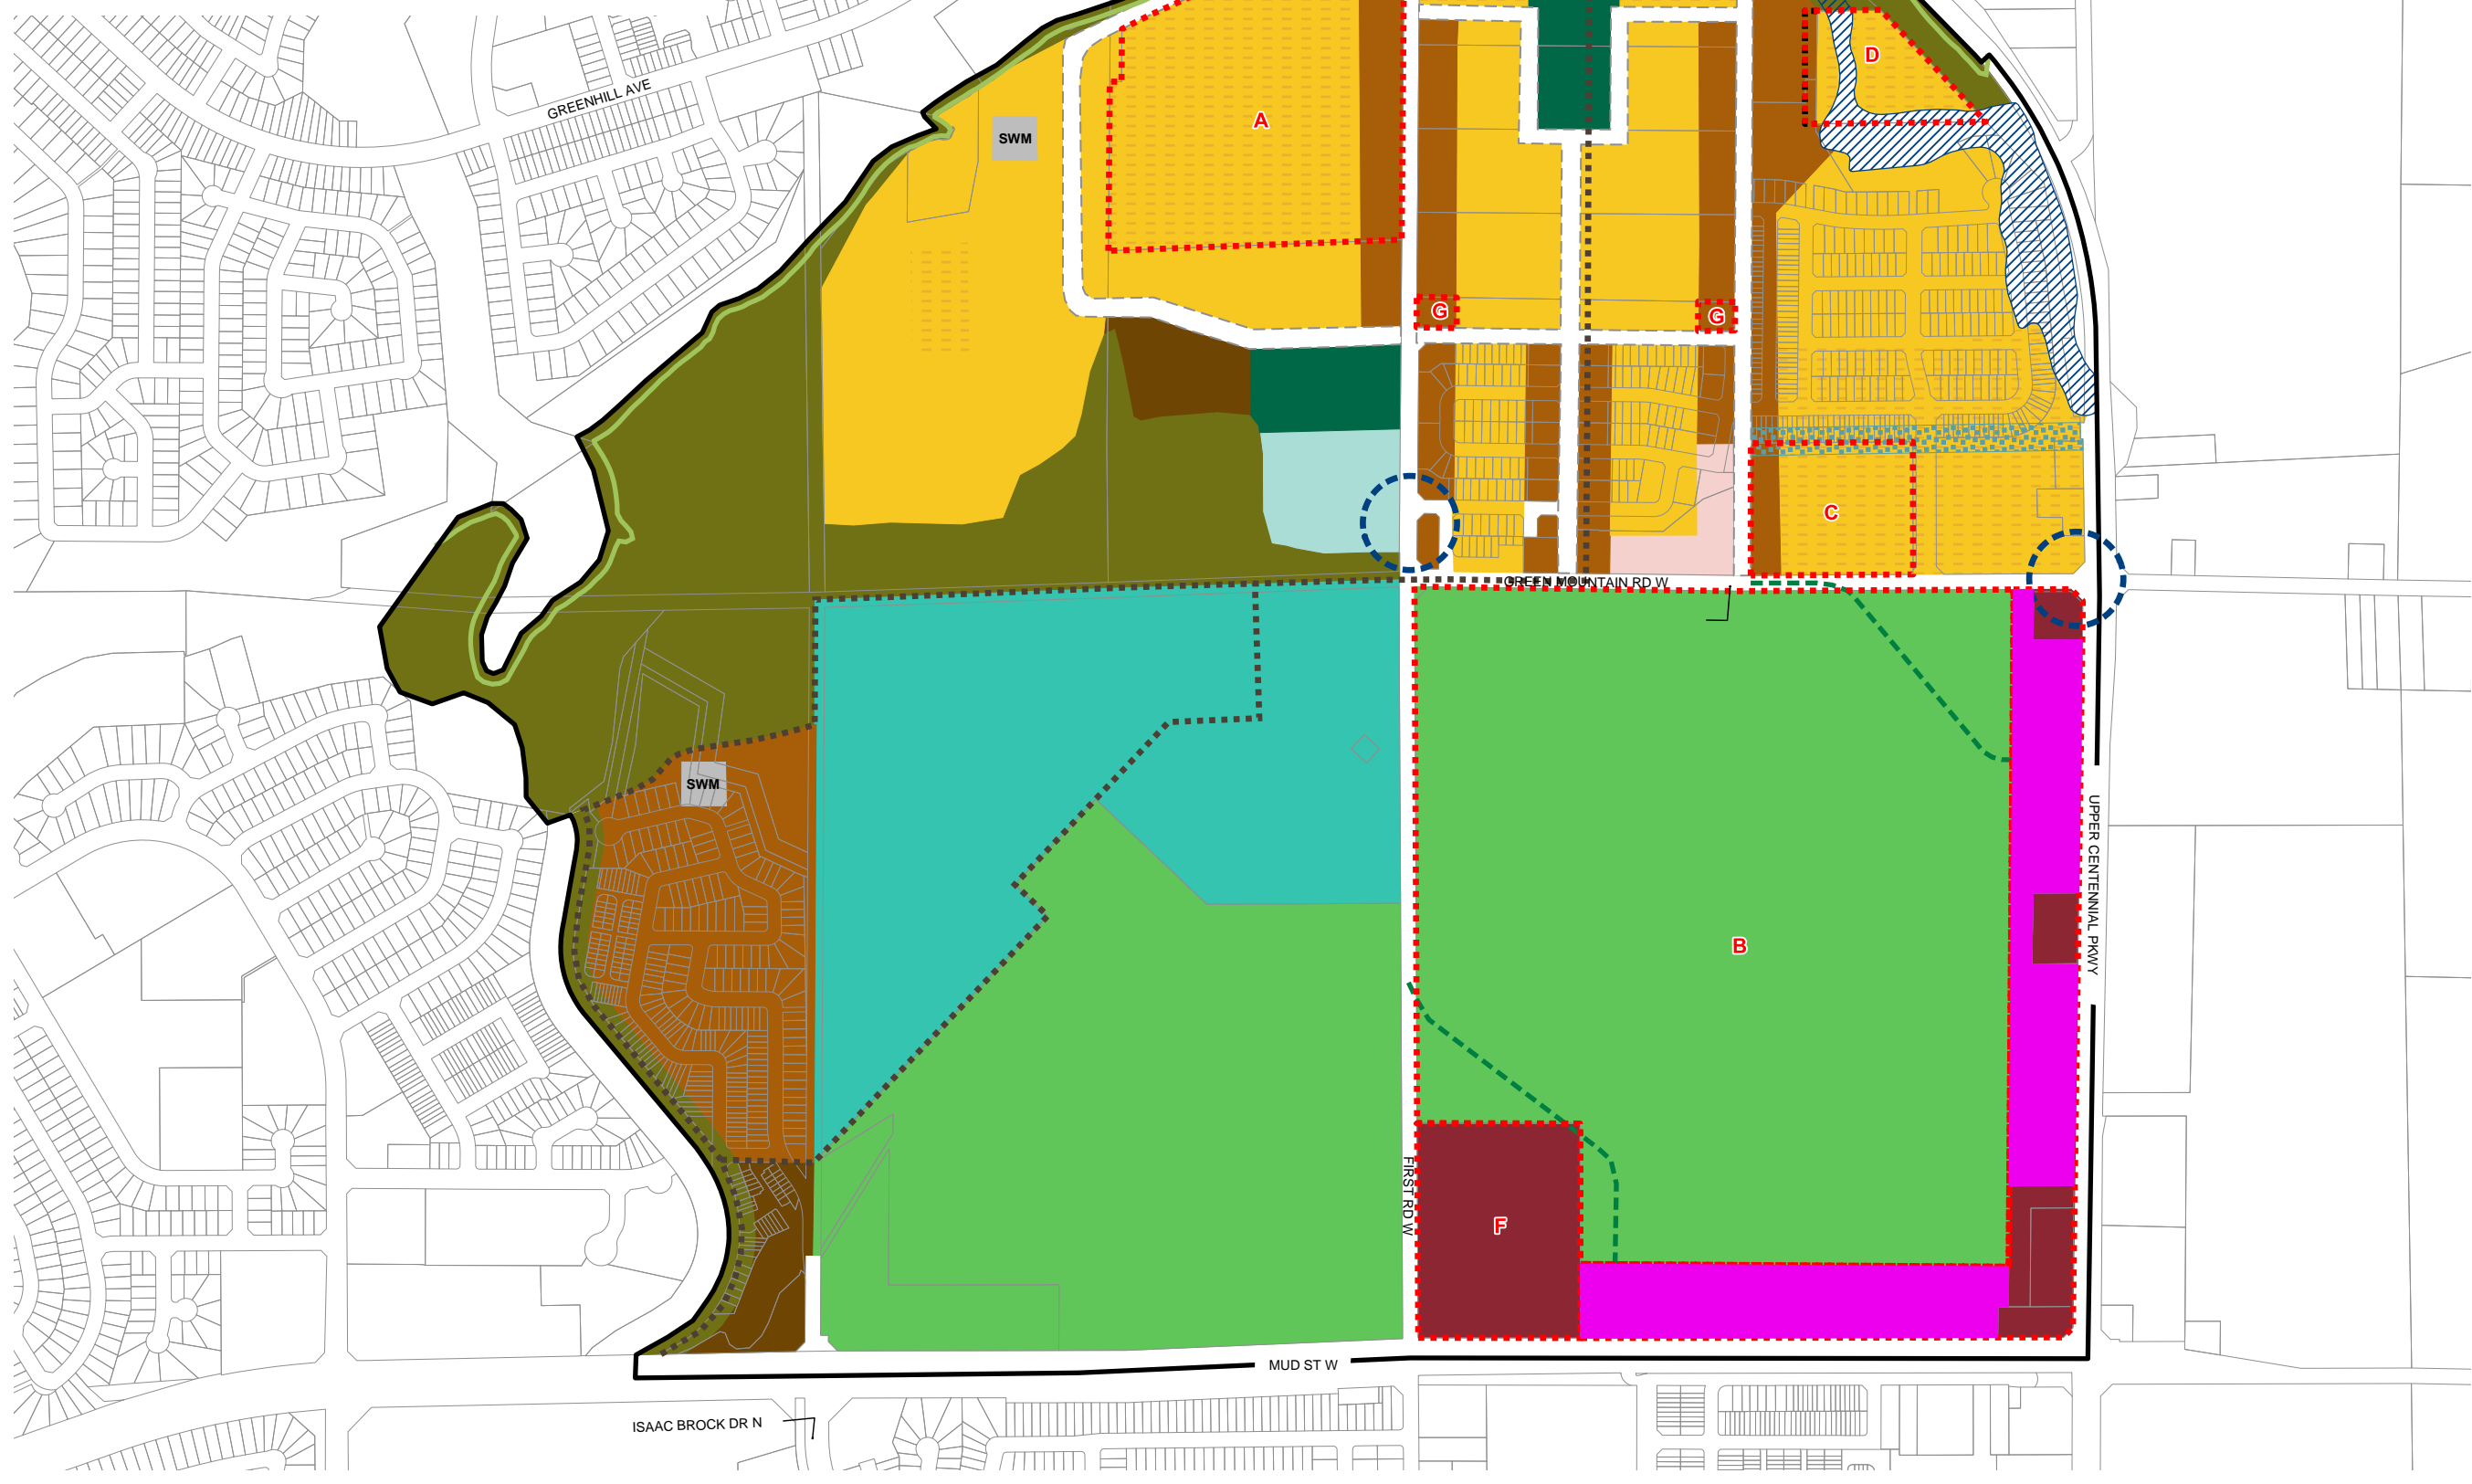 D
GREENHILL AVE
A
SWM
G
G
C
GREEN MOUNTAIN RD W
SWM
UPPER CENTENNIAL PKWY
B
FIRST RD W
F
MUD ST W
ISAAC BROCK DR N